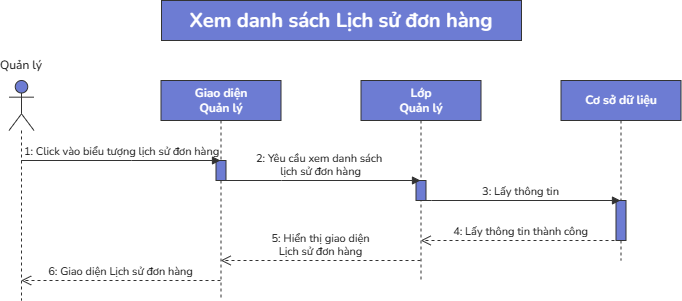 Xem danh sách Lịch sử đơn hàng
Quản lý
Giao diện
Quản lý
Lớp
Quản lý
Cơ sở dữ liệu
1: Click vào biểu tượng lịch sử đơn hàng
2: Yêu cầu xem danh sách
lịch sử đơn hàng
3: Lấy thông tin
4: Lấy thông tin thành công
5: Hiển thị giao diện
Lịch sử đơn hàng
6: Giao diện Lịch sử đơn hàng